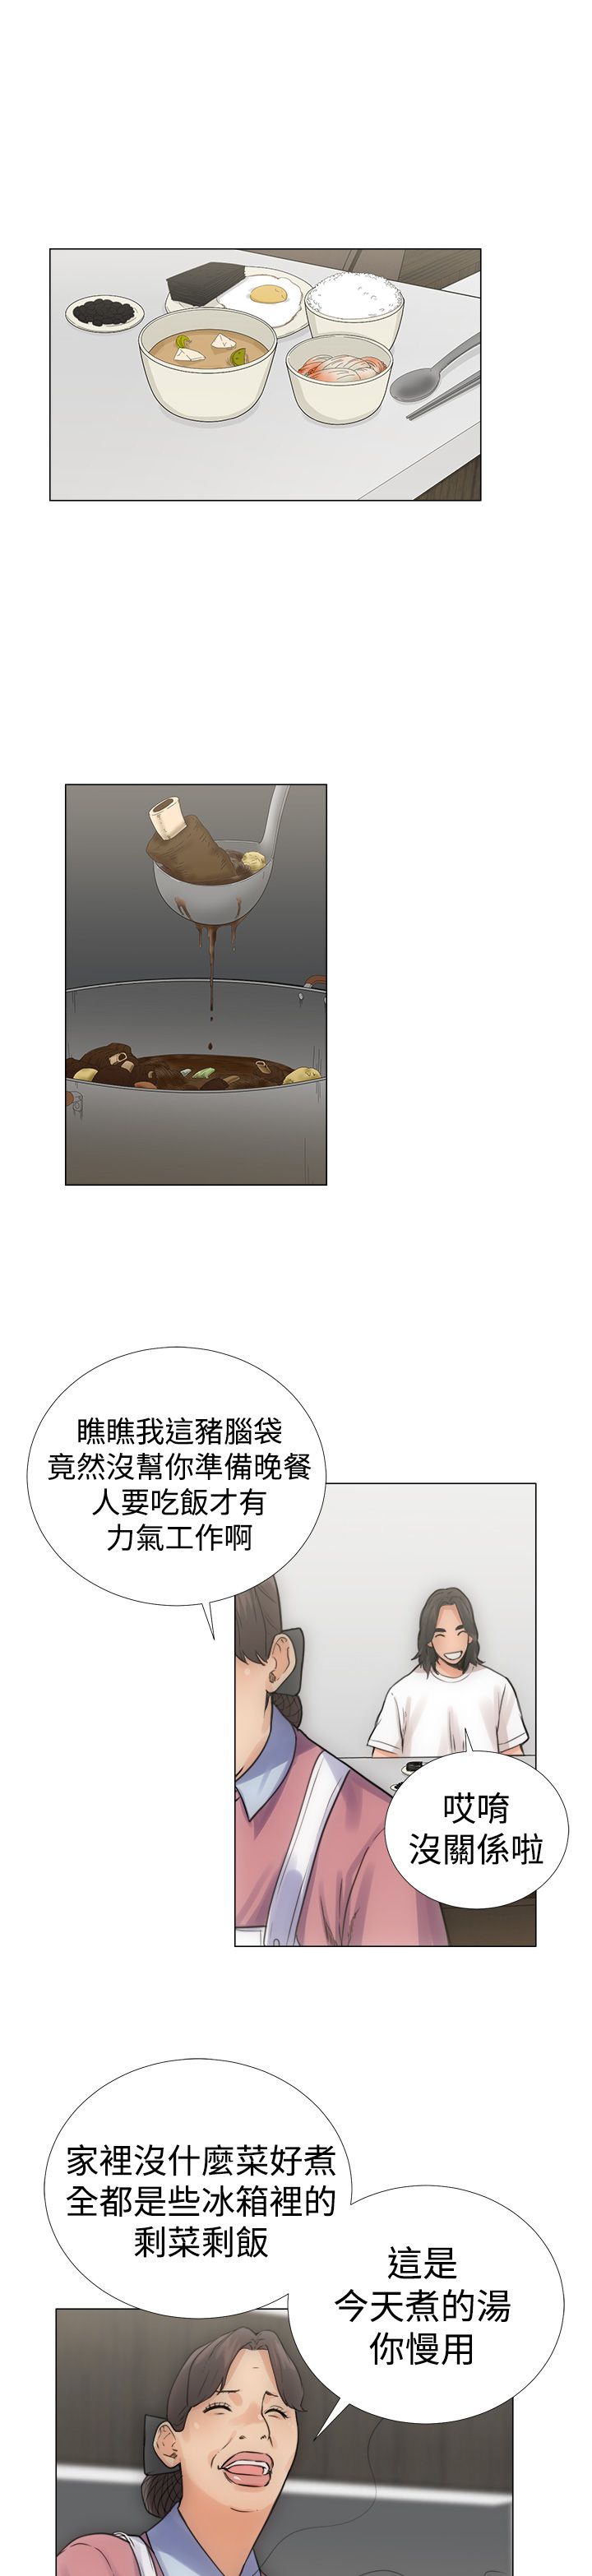 瞧瞧我這豬腦袋
竟然沒幫你準備晚餐
人要吃飯才有
力氣工作啊
哎唷
沒關係啦
家裡沒什麼菜好煮
全都是些冰箱裡的
剩菜剩飯
這是
今天煮的湯
你慢用